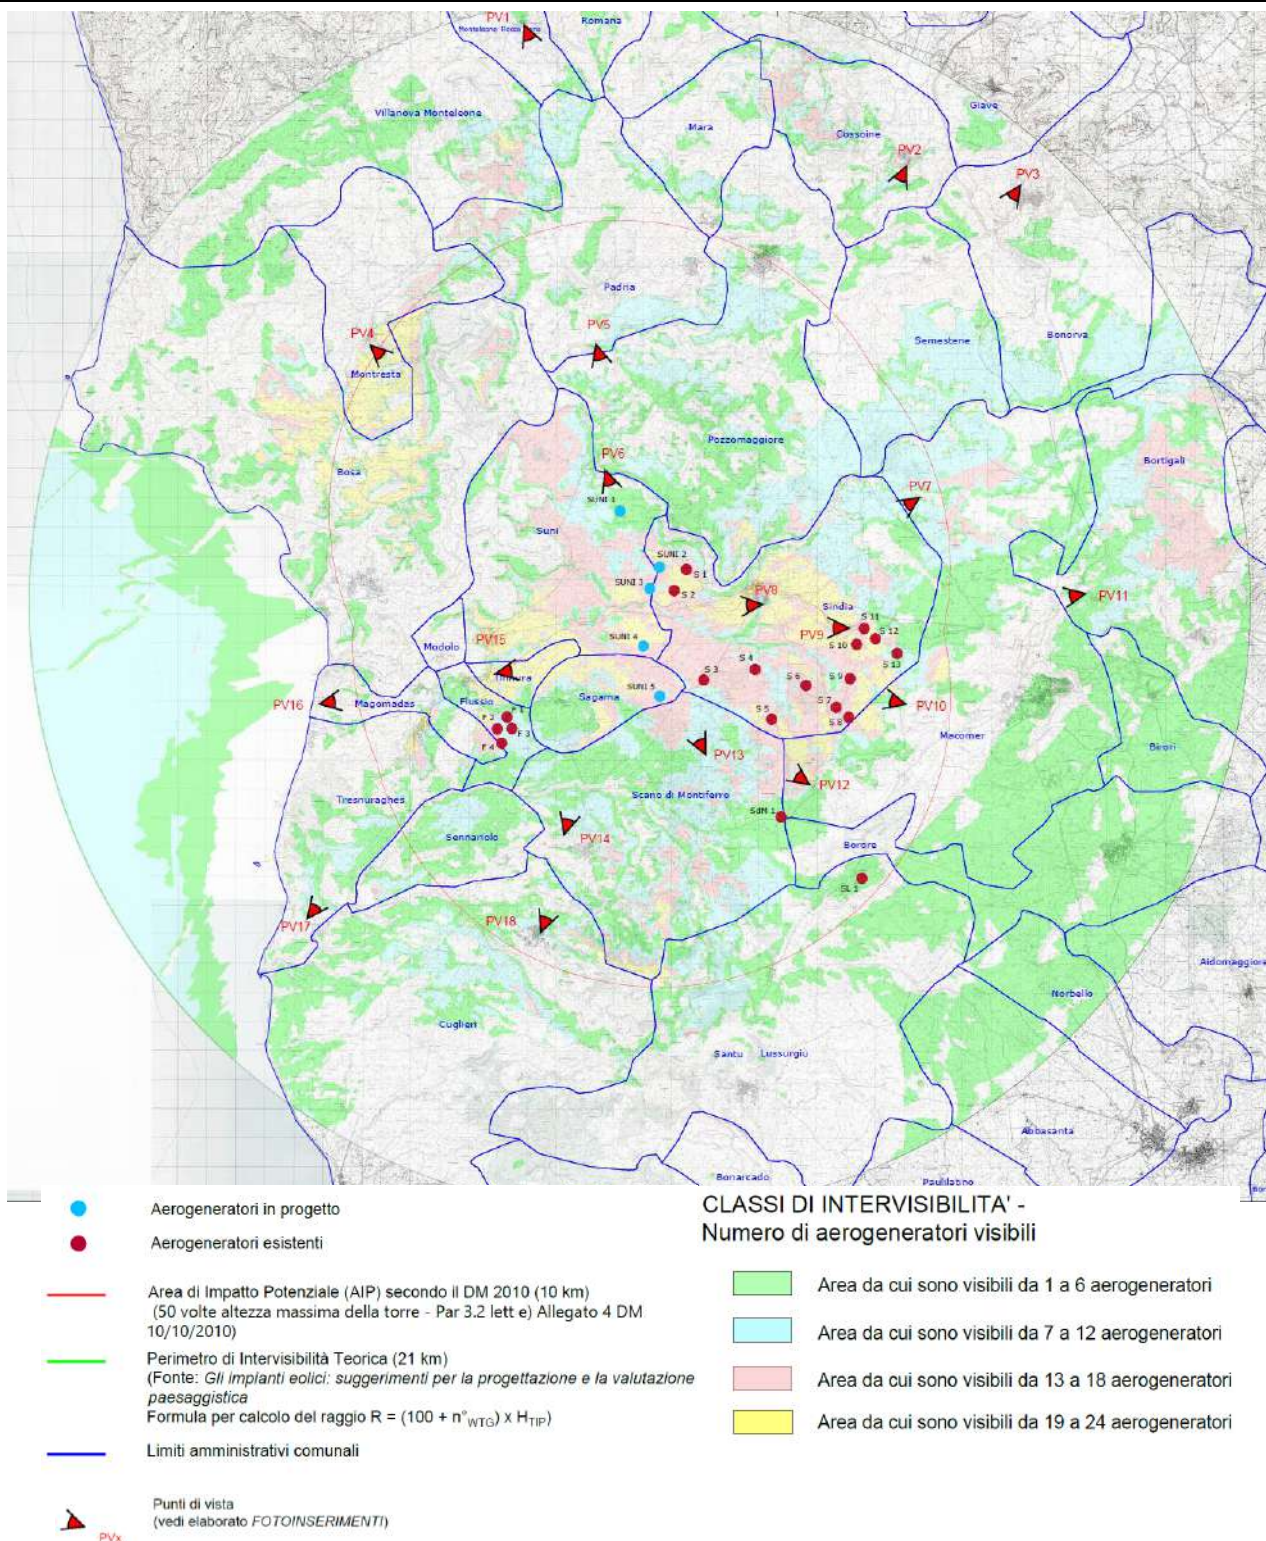 PV1
Romana
Monteleone Rocca
Villanova Monteleone
Giave
Mara
Cossoine
PV2
PV3
Padria
PV4
PV5
Semestene
Bonorva
Montresta
Pozzomaggiore
Bortigali
PV6
Bosa
PV7
SUNI 1
Suni
SUNI 2
S 1
SUNI 3
S 2
PV8
PV11
Sindia
S 11
PV9
S 12
SUNI 4
PV15
S 10
Modolo
S 13
S 4
S 3
Tinnura
S 9
S 6
Sagama
SUNI 5
PV16
Magomadas
Flussio
S 7
PV10
F 1
F 2
S 5
S 8
F 3
Macomer
F 4
PV13
Birori
PV12
Tresnuraghes
Scano di Montiferro
SdM 1
Sennariolo
PV14
Borore
SL 1
PV17
PV18
Aidomaggiore
Norbello
Cuglieri
Santu Lussurgiu
Abbasanta
Bonarcado
Paulilatino
Aerogeneratori in progetto
Aerogeneratori esistenti
Area di Impatto Potenziale (AIP) secondo il DM 2010 (10 km)
(50 volte altezza massima della torre - Par 3.2 lett e) Allegato 4 DM
10/10/2010)
Perimetro di Intervisibilità Teorica (21 km)
(Fonte: Gli impianti eolici: suggerimenti per la progettazione e la valutazione
paesaggistica
Formula per calcolo del raggio R = (100 + n°WTG) x HTIP)
Limiti amministrativi comunali
Punti di vista
(vedi elaborato FOTOINSERIMENTI)
PVx
CLASSI DI INTERVISIBILITA' -
Numero di aerogeneratori visibili
Area da cui sono visibili da 1 a 6 aerogeneratori
Area da cui sono visibili da 7 a 12 aerogeneratori
Area da cui sono visibili da 13 a 18 aerogeneratori
Area da cui sono visibili da 19 a 24 aerogeneratori